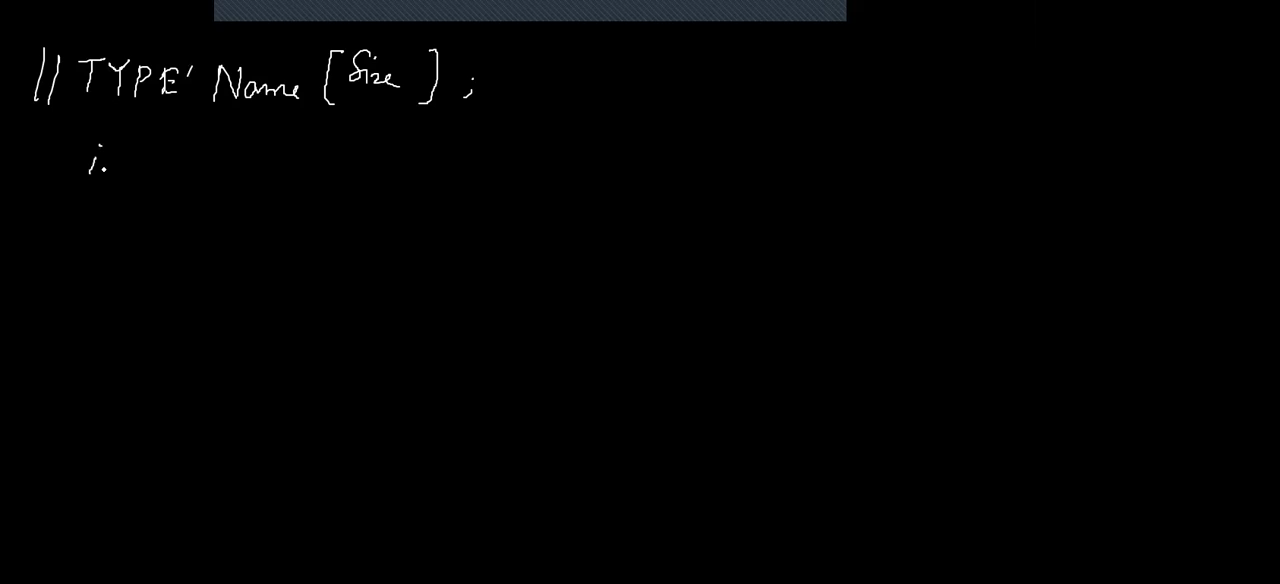 // TYPE' Name [Size];
i.